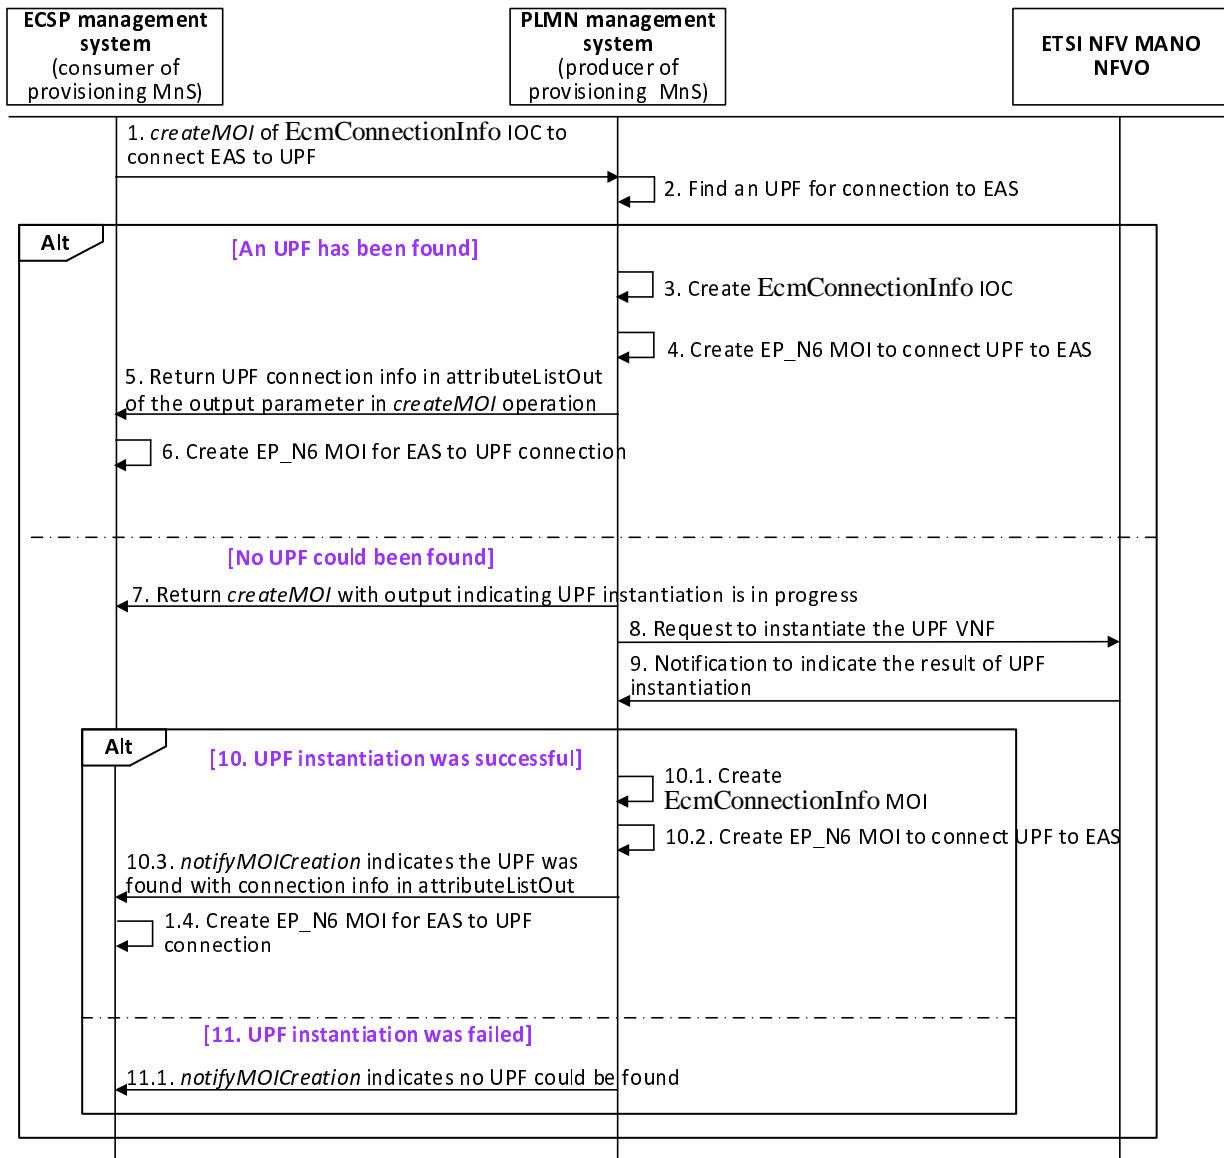 ECSP management
system
(consumer of
provisioning MnS)
PLMN management
system
(producer of
provisioning MnS)
ETSI NFV MANO
NFVO
1. createMOI of EcmConnectionInfo IOC to
connect EAS to UPF
2. Find an UPF for connection to EAS
Alt
[An UPF has been found]
3. Create EcmConnectionInfo IOC
4. Create EP_N6 MOI to connect UPF to EAS
5. Return UPF connection info in attributeListOut
of the output parameter in createMOI operation
6. Create EP_N6 MOI for EAS to UPF connection
[No UPF could been found]
7. Return createMOI with output indicating UPF instantiation is in progress
8. Request to instantiate the UPF VNF
9. Notification to indicate the result of UPF
instantiation
Alt
[10. UPF instantiation was successful]
10.1. Create
EcmConnectionInfo MOI
10.2. Create EP_N6 MOI to connect UPF to EAS
10.3. notifyMOICreation indicates the UPF was
found with connection info in attributeListOut
1.4. Create EP_N6 MOI for EAS to UPF
connection
[11. UPF instantiation was failed]
11.1. notifyMOICreation indicates no UPF could be found